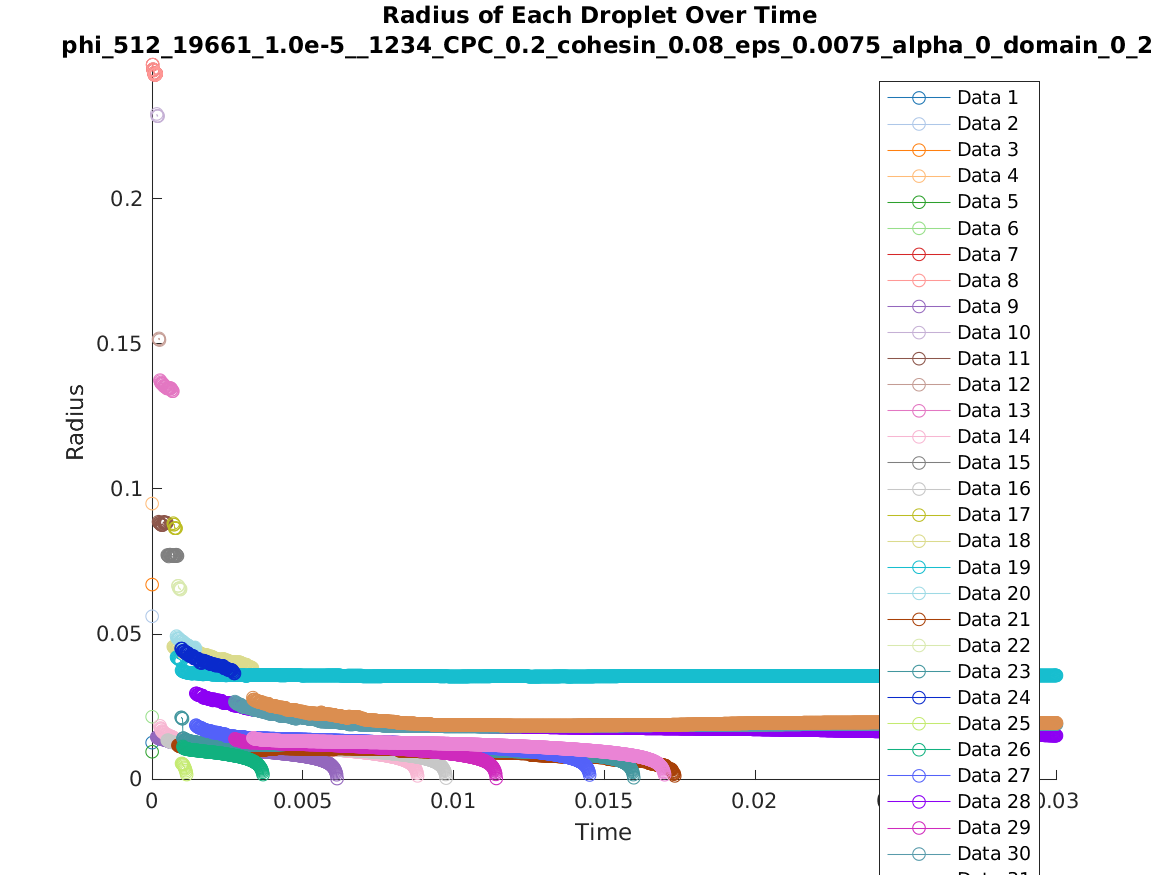 Radius of Each Droplet Over Time
phi_512_19661_1.0e-5__1234_CPC_0.2_cohesin_0.08_eps_0.0075_alpha_0_domain_0_2
Radius
0.2
0.15
0.1
0.05
0
0
0.005
0.01
0.015
0.02
0.03
Time
Data 1
Data 2
Data 3
Data 4
Data 5
Data 6
Data 7
Data 8
Data 9
Data 10
Data 11
Data 12
Data 13
Data 14
Data 15
Data 16
Data 17
Data 18
Data 19
Data 20
Data 21
Data 22
Data 23
Data 24
Data 25
Data 26
Data 27
Data 28
Data 29
Data 30